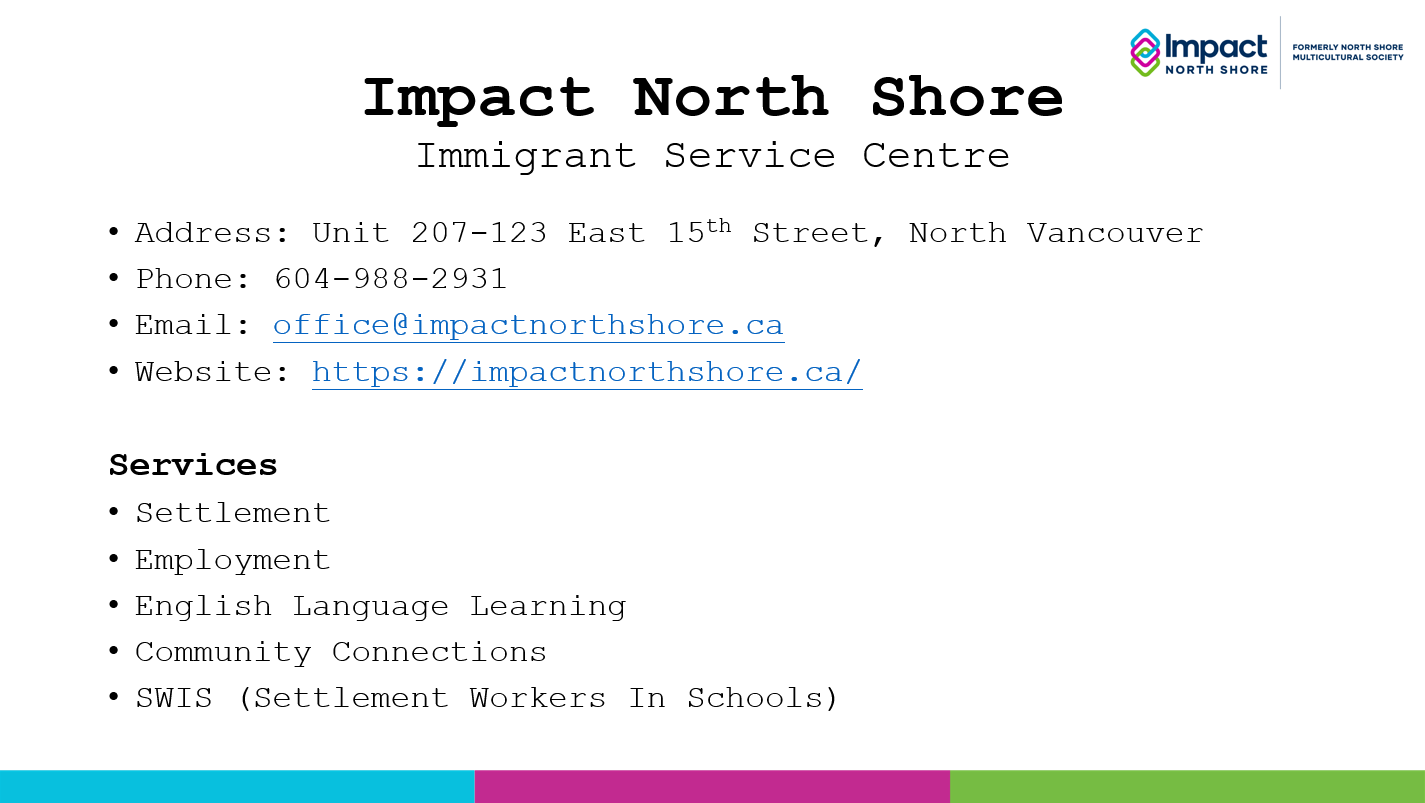 Impact
NORTH SHORE
FORMERLY NORTH SHORE
MULTICULTURAL SOCIETY
Impact North Shore
Immigrant Service Centre
• Address: Unit 207-123 East 15th Street, North Vancouver
• Phone: 604-988-2931
• Email: office@impactnorthshore.ca
• Website: https://impactnorthshore.ca/
Services
• Settlement
• Employment
• English Language Learning
• Community Connections
• SWIS (Settlement Workers In Schools)